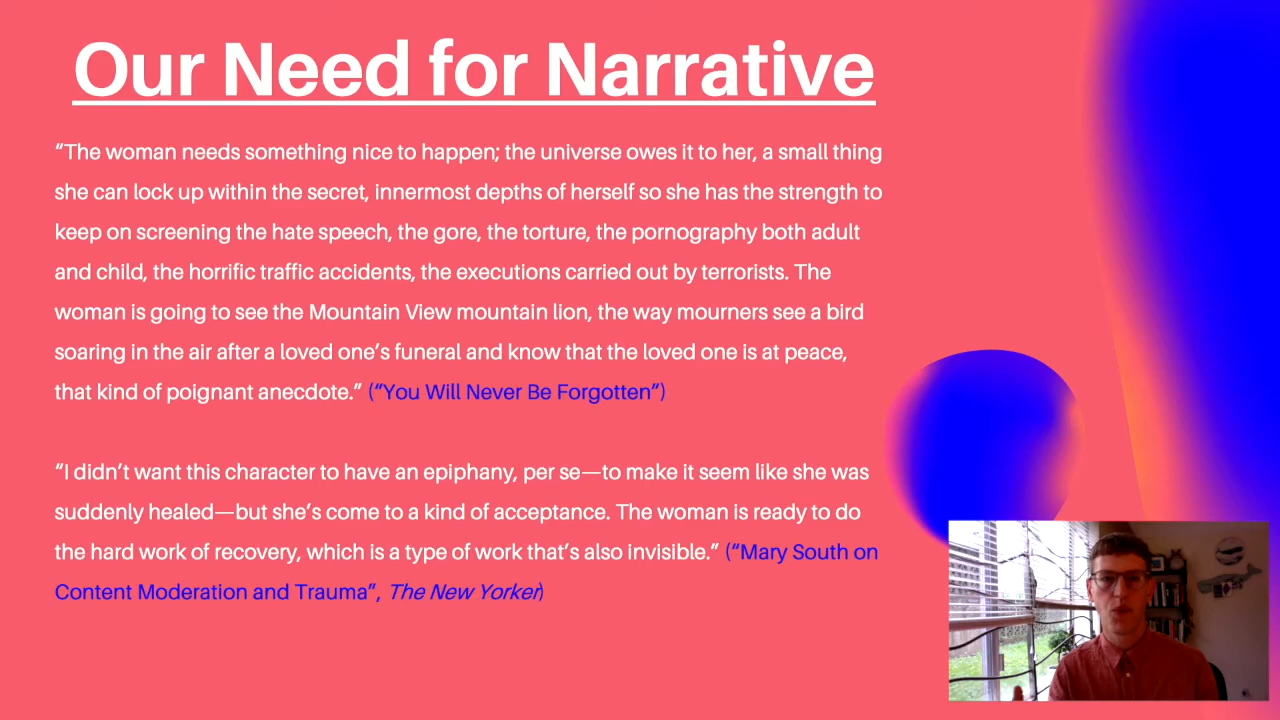 Our Need for Narrative
“The woman needs something nice to happen; the universe owes it to her, a small thing
she can lock up within the secret, innermost depths of herself so she has the strength to
keep on screening the hate speech, the gore, the torture, the pornography both adult
and child, the horrific traffic accidents, the executions carried out by terrorists. The
woman is going to see the Mountain View mountain lion, the way mourners see a bird
soaring in the air after a loved one’s funeral and know that the loved one is at peace,
that kind of poignant anecdote.” (“You Will Never Be Forgotten”)
“I didn’t want this character to have an epiphany, per se—to make it seem like she was
suddenly healed—but she’s come to a kind of acceptance. The woman is ready to do
the hard work of recovery, which is a type of work that’s also invisible.” (“Mary South on
Content Moderation and Trauma”, The New Yorker)